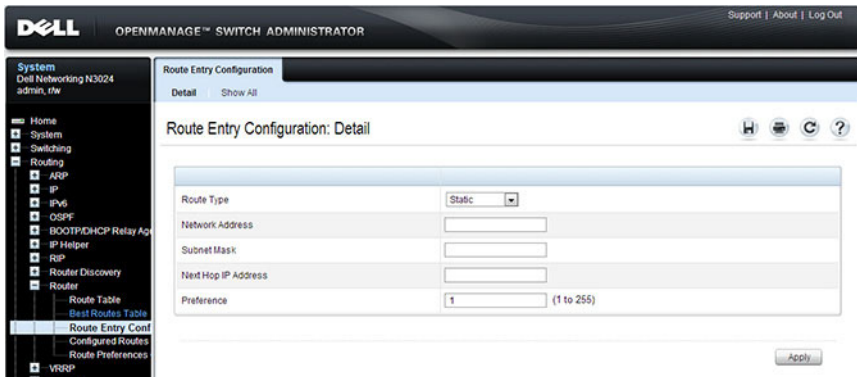 Support | About | Log Out
DELL OPENMANAGE™ SWITCH ADMINISTRATOR
System
Dell Networking N3024
admin, r/w
Home
System
Switching
Routing
ARP
IP
IPv6
OSPF
BOOTP/DHCP Relay Age
IP Helper
RIP
Router Discovery
Router
Route Table
Best Routes Table
Route Entry Conf
Configured Routes
Route Preferences
VRRP
Route Entry Configuration
Detail Show All
Route Entry Configuration: Detail
Route Type Static
Network Address
Subnet Mask
Next Hop IP Address
Preference 1 (1 to 255)
Apply